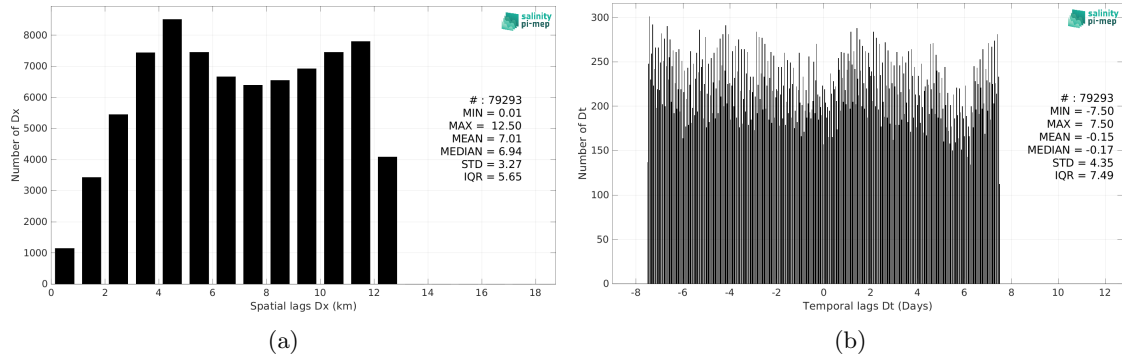 salinity
pi-mep
Number of Dx
8000
7000
6000
5000
4000
3000
2000
1000
0
# : 79293
MIN = 0.01
MAX = 12.50
MEAN = 7.01
MEDIAN = 6.94
STD = 3.27
IQR = 5.65
0 2 4 6 8 10 12 14 16 18
Spatial lags Dx (km)
(a)
salinity
pi-mep
Number of Dt
300
250
200
150
100
50
0
# : 79293
MIN = -7.50
MAX = 7.50
MEAN = -0.15
MEDIAN = -0.17
STD = 4.35
IQR = 7.49
-8 -6 -4 -2 0 2 4 6 8 10 12
Temporal lags Dt (Days)
(b)